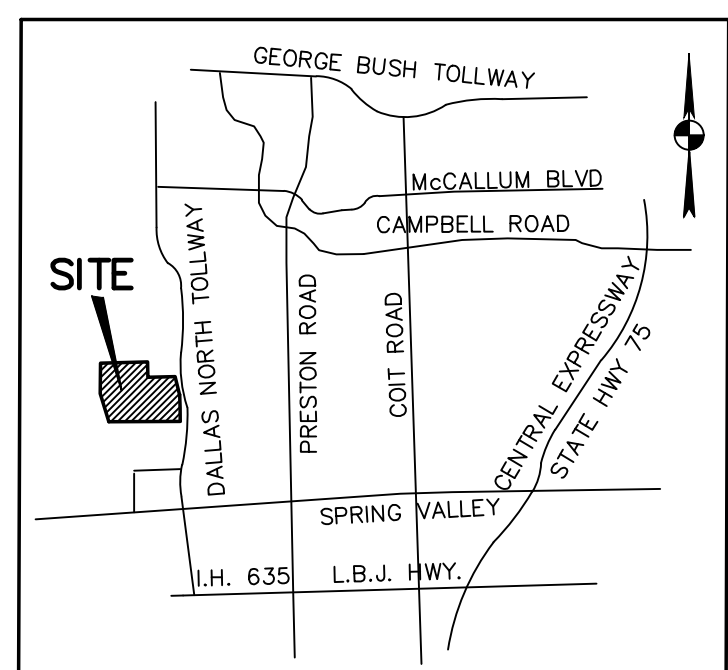 GEORGE BUSH TOLLWAY
McCALLUM BLVD
CAMPBELL ROAD
SITE
DALLAS NORTH TOLLWAY
PRESTON ROAD
COIT ROAD
CENTRAL EXPRESSWAY
STATE HWY 75
SPRING VALLEY
I.H. 635 L.B.J. HWY.